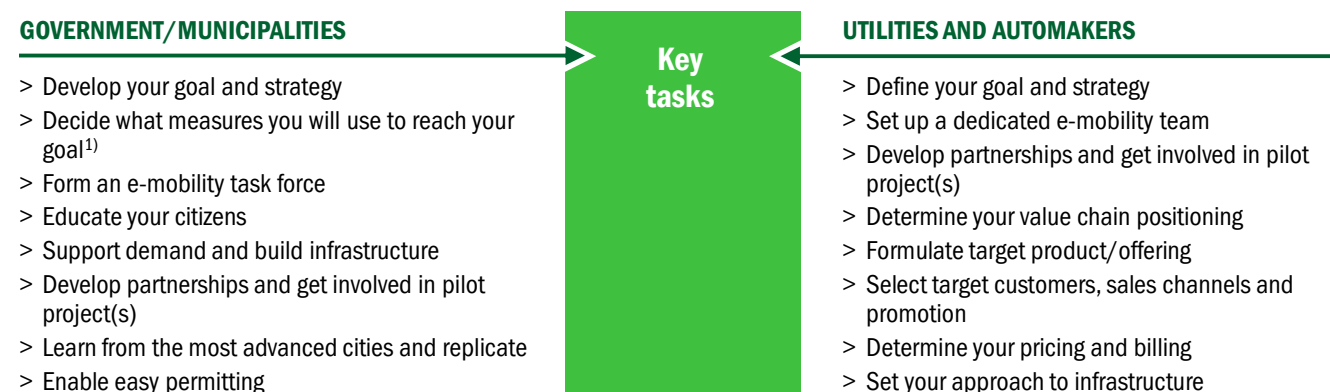 GOVERNMENT/MUNICIPALITIES
> Develop your goal and strategy
> Decide what measures you will use to reach your
goal1)
> Form an e-mobility task force
> Educate your citizens
> Support demand and build infrastructure
> Develop partnerships and get involved in pilot
project(s)
> Learn from the most advanced cities and replicate
> Enable easy permitting
Key
tasks
UTILITIES AND AUTOMAKERS
> Define your goal and strategy
> Set up a dedicated e-mobility team
> Develop partnerships and get involved in pilot
project(s)
> Determine your value chain positioning
> Formulate target product/offering
> Select target customers, sales channels and
promotion
> Determine your pricing and billing
> Set your approach to infrastructure